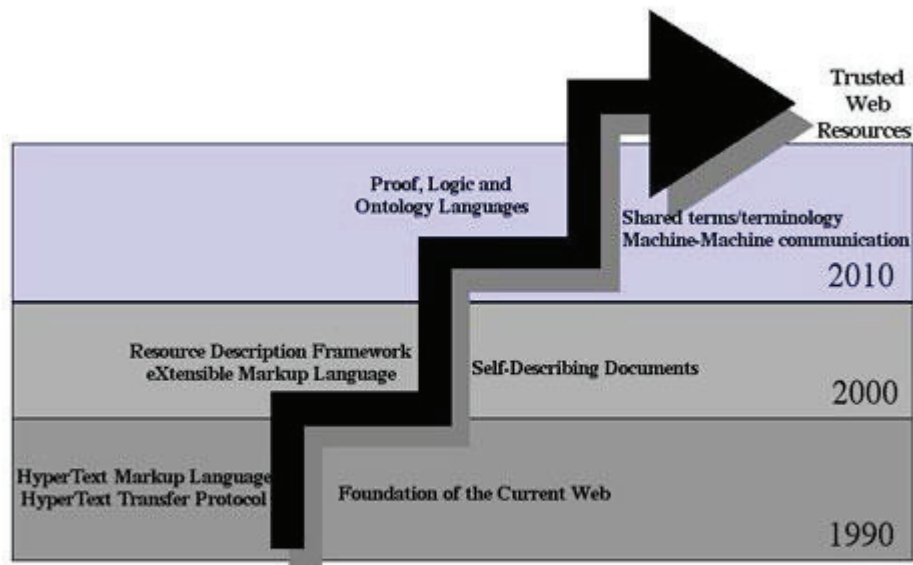 Trusted
Web
Resources
Proof, Logic and
Ontology Languages
Shared terms/terminology
Machine-Machine communication
2010
Resource Description Framework
eXtensible Markup Language
Self-Describing Documents
2000
HyperText Markup Language
HyperText Transfer Protocol
Foundation of the Current Web
1990